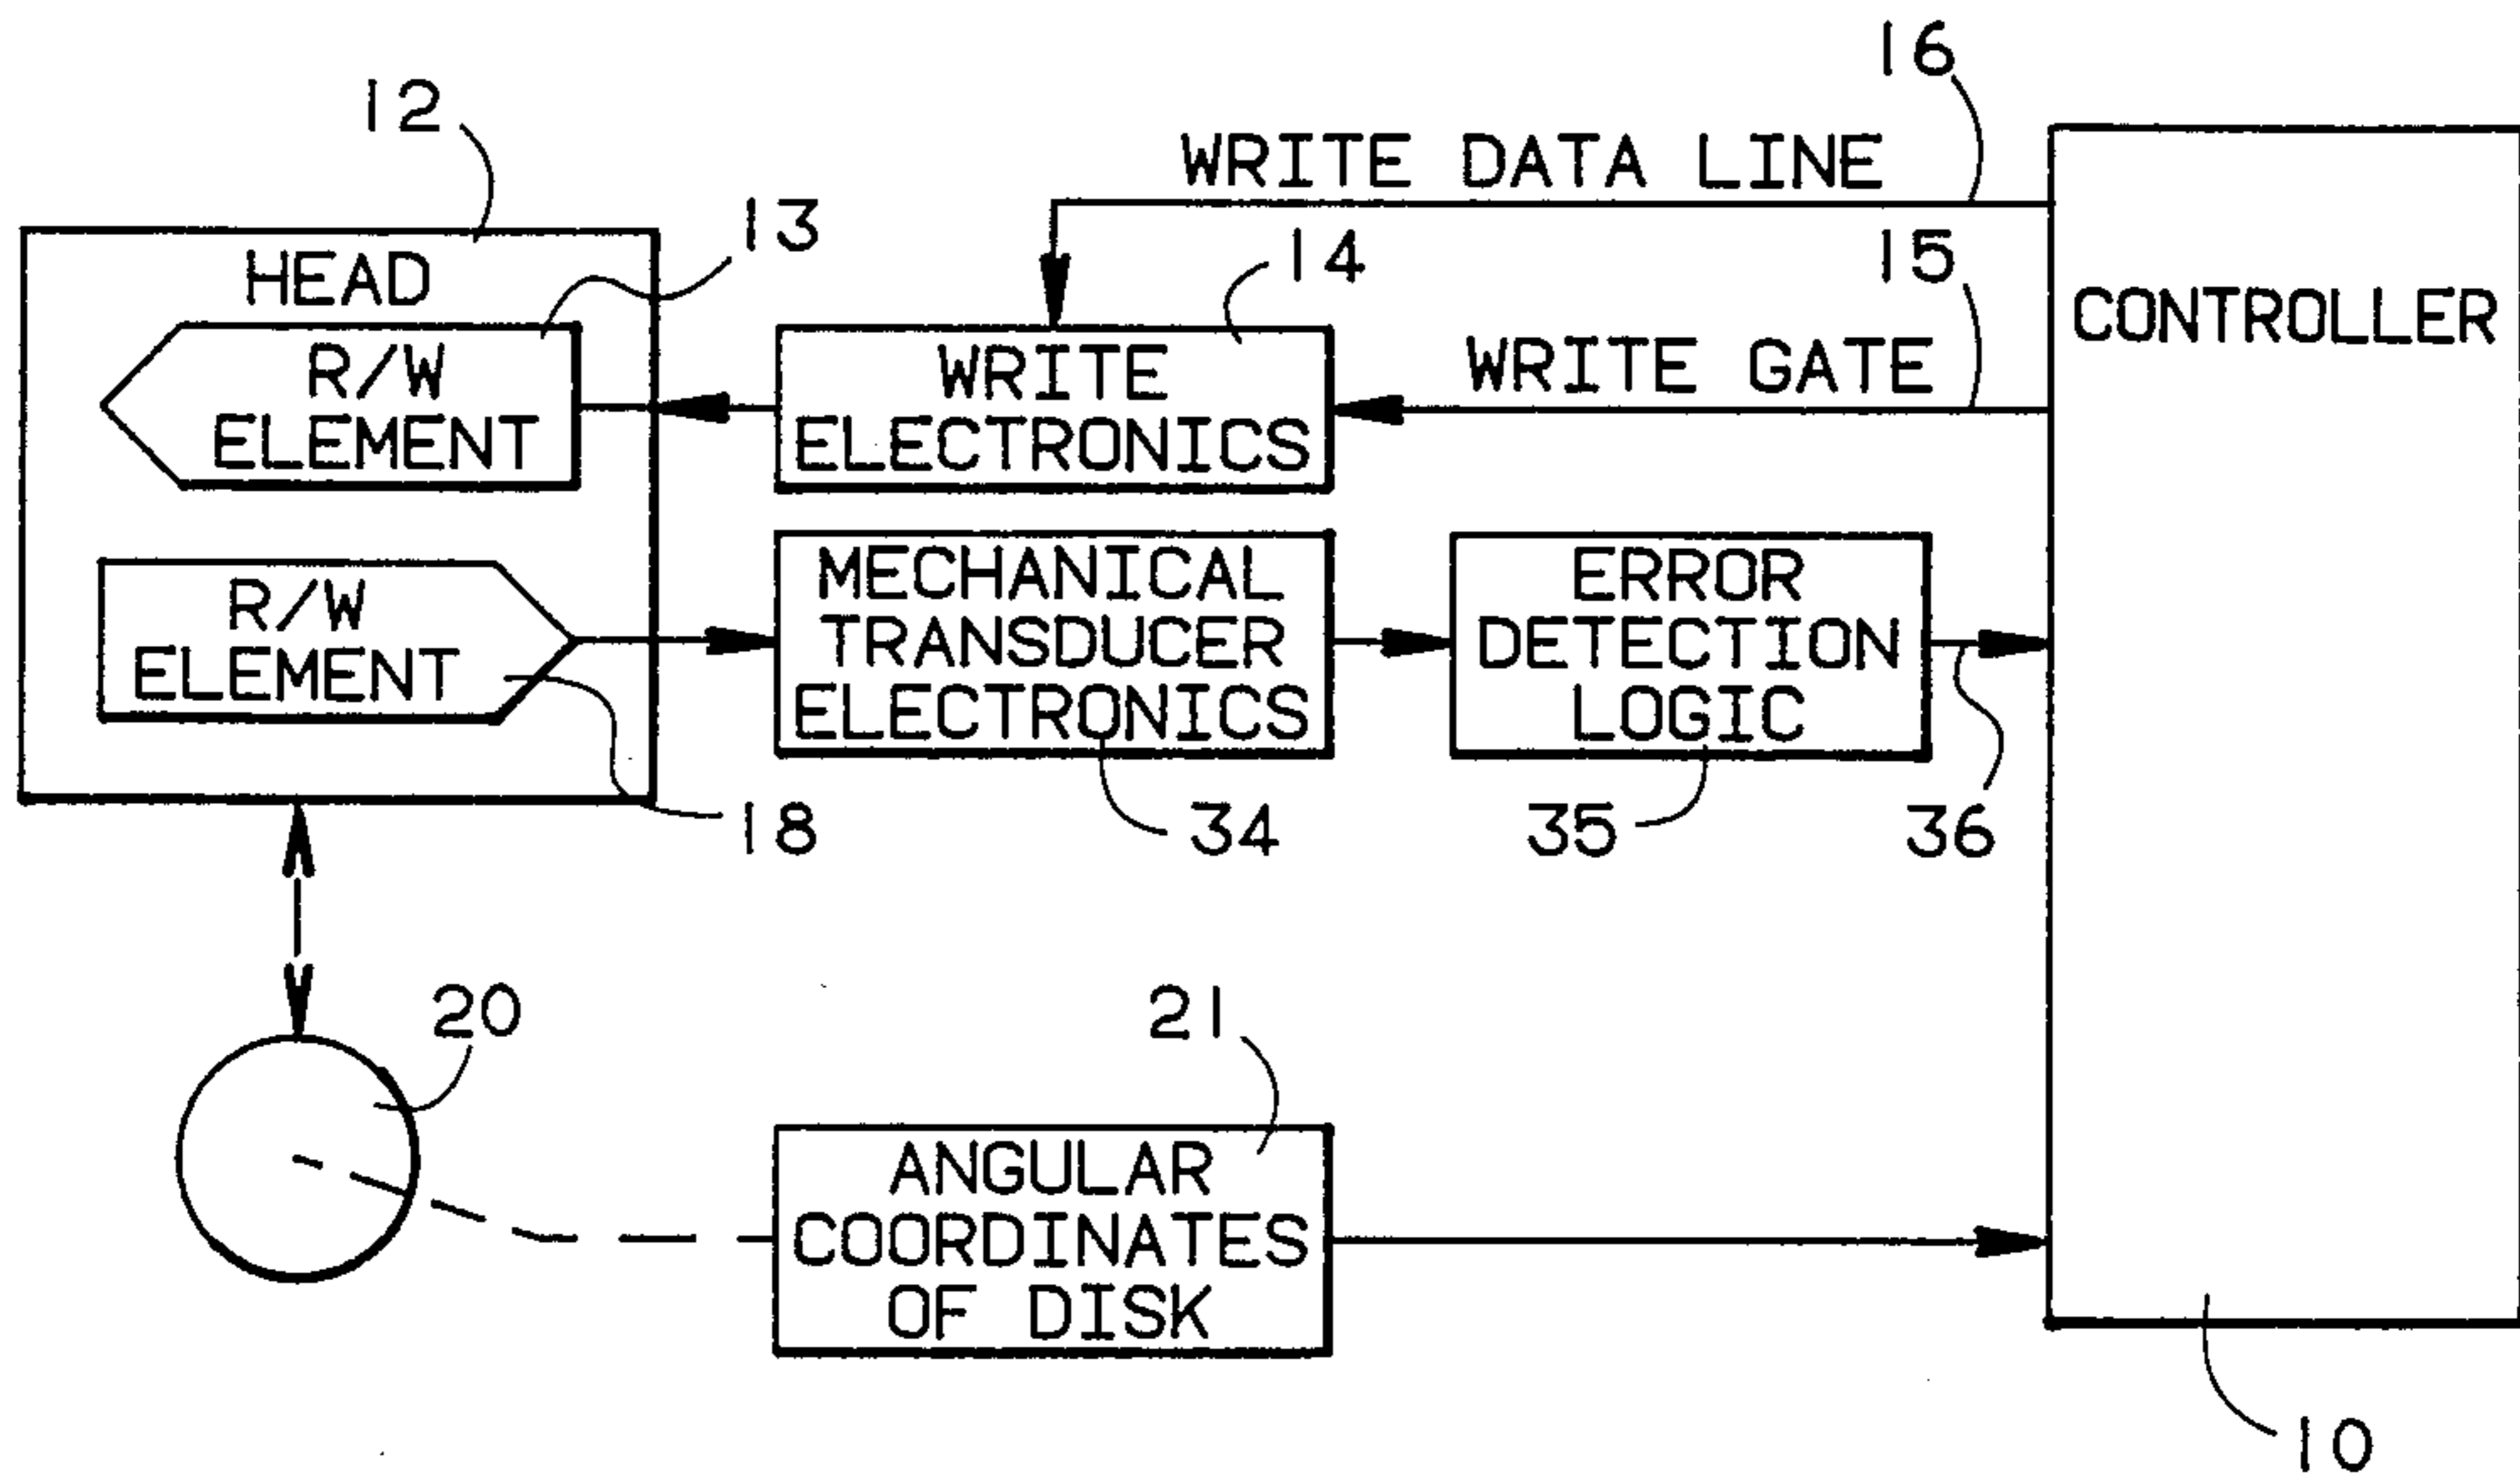 16
12
WRITE DATA LINE
13
14
15
HEAD
CONTROLLER
R/W
ELEMENT
WRITE
ELECTRONICS
WRITE GATE
R/W
ELEMENT
MECHANICAL
TRANSDUCER
ELECTRONICS
ERROR
DETECTION
LOGIC
18
34
35
36
20
21
ANGULAR
COORDINATES
OF DISK
10